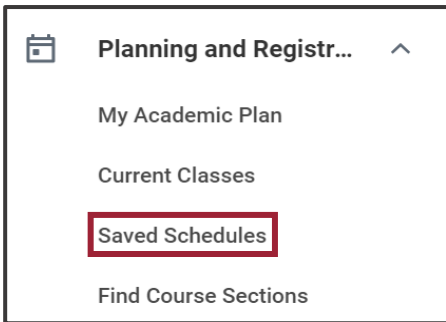 Planning and Registr...
My Academic Plan
Current Classes
Saved Schedules
Find Course Sections